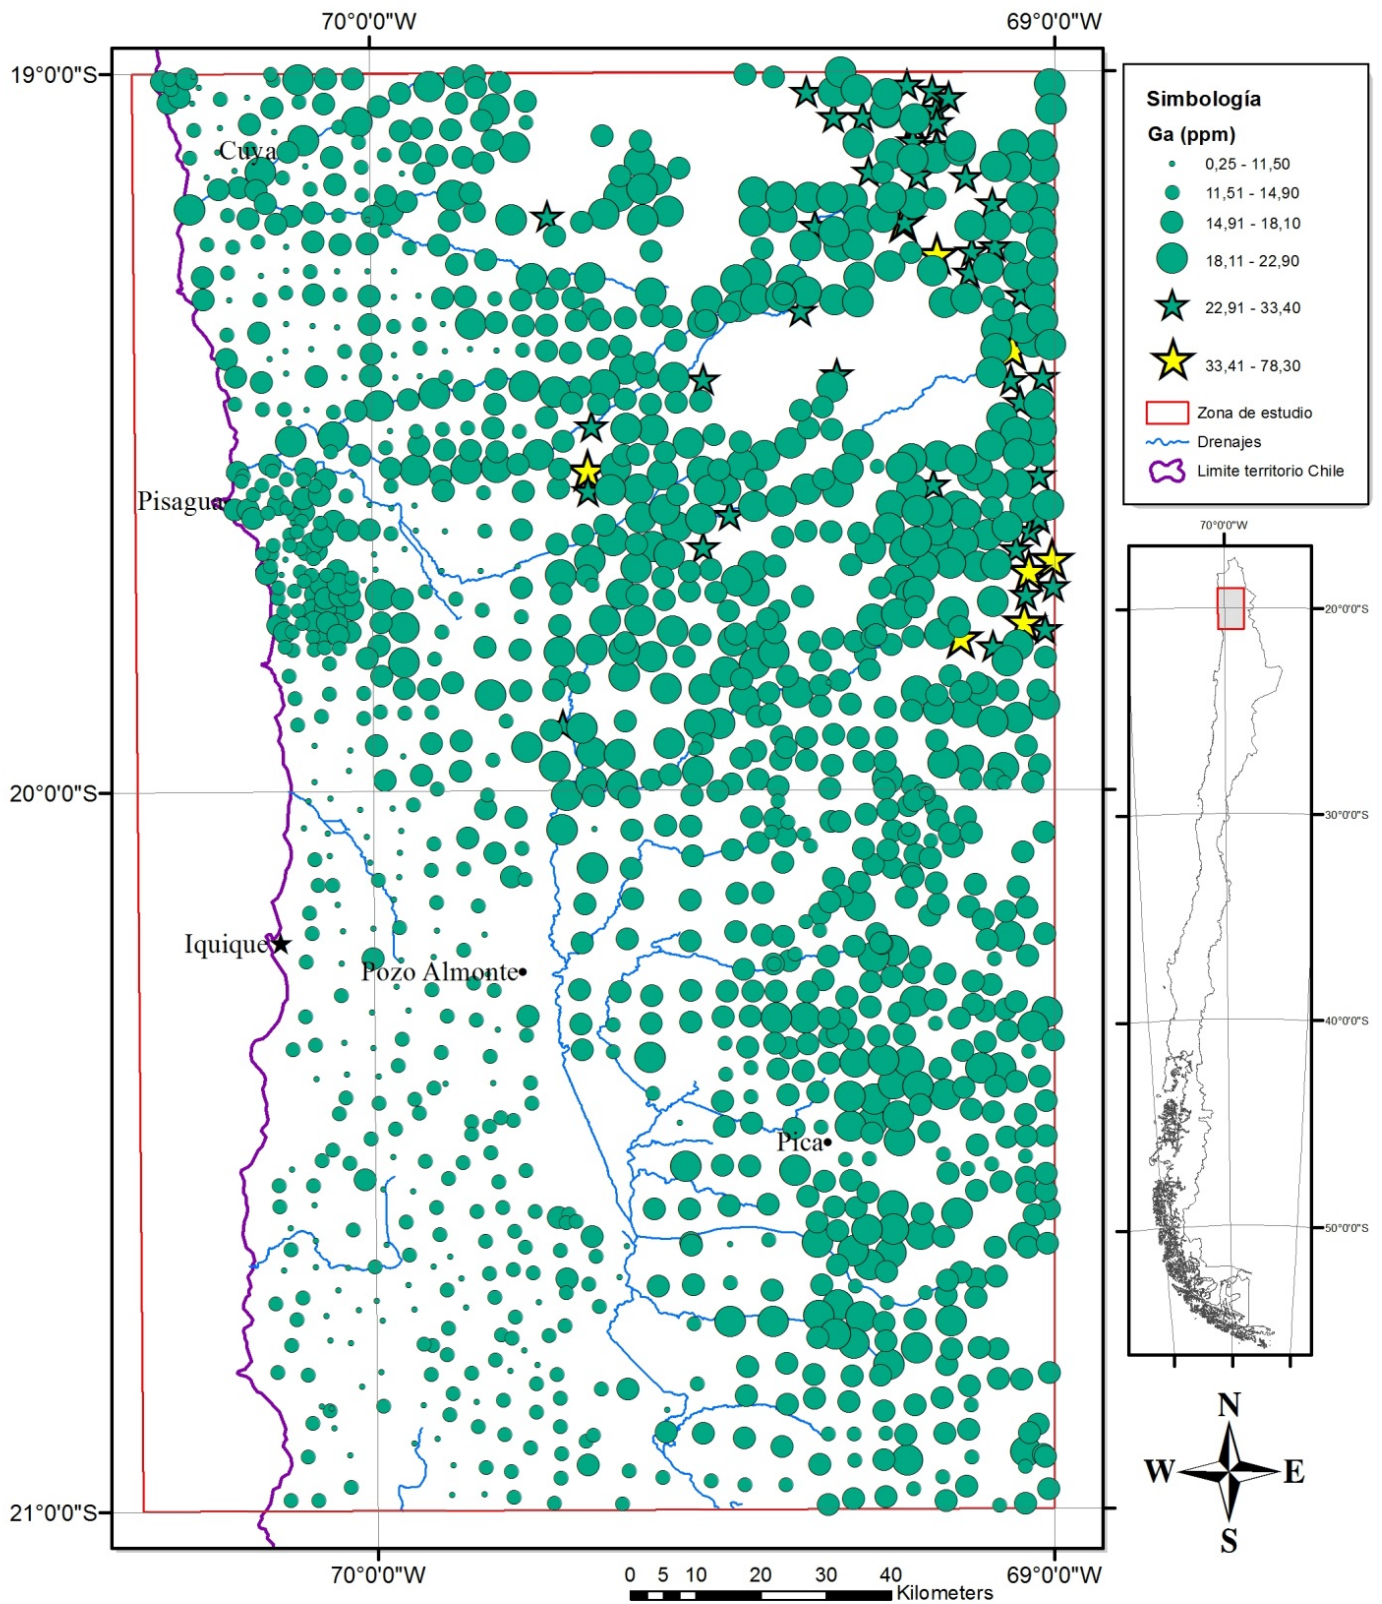 70°0'0"W
69°0'0"W
19°0'0"S
Cuya
Pisagua
20°0'0"S
Iquique
Pozo Almonte
Pica
21°0'0"S
70°0'0"W
69°0'0"W
0 5 10 20 30 40
Kilometers
Simbología
Ga (ppm)
0,25 - 11,50
11,51 - 14,90
14,91 - 18,10
18,11 - 22,90
22,91 - 33,40
33,41 - 78,30
Zona de estudio
Drenajes
Limite territorio Chile
70°0'0"W
20°0'0"S
30°0'0"S
40°0'0"S
50°0'0"S
N
W
E
S